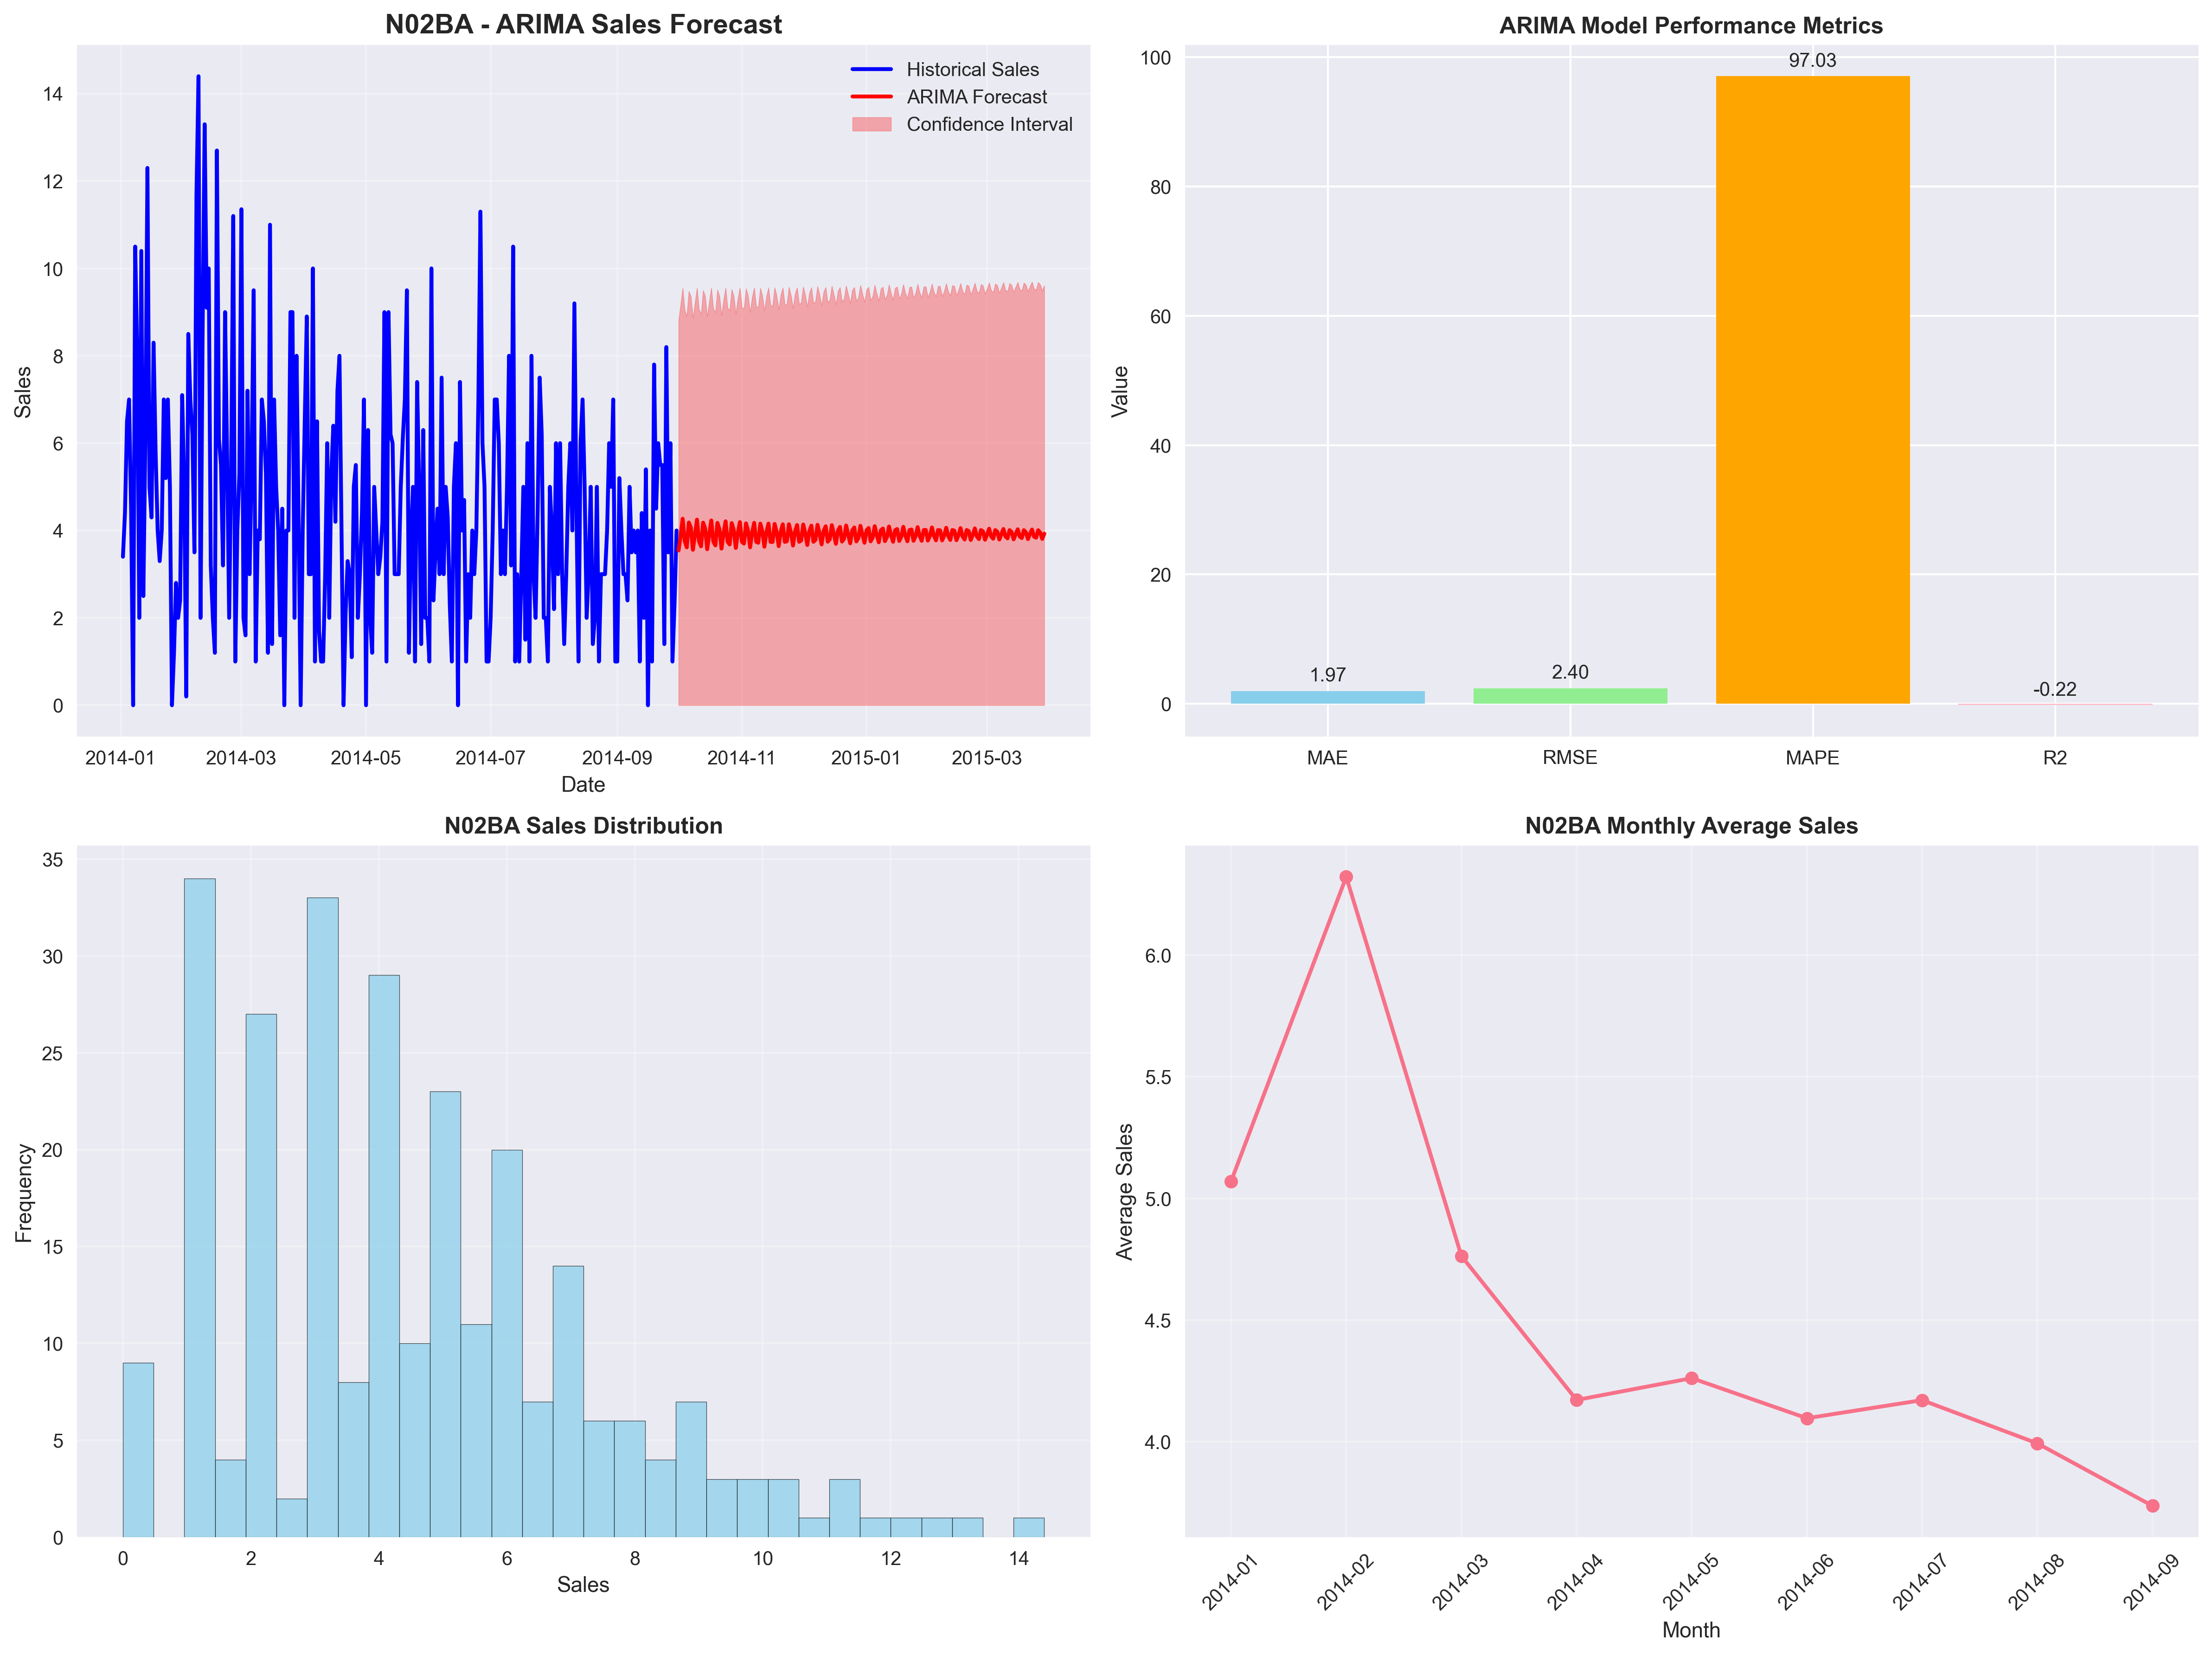 N02BA - ARIMA Sales Forecast
Historical Sales
ARIMA Forecast
Confidence Interval
14
12
10
8
6
4
2
0
Sales
2014-01 2014-03 2014-05 2014-07 2014-09 2014-11 2015-01 2015-03
Date
ARIMA Model Performance Metrics
100
80
60
40
20
0
Value
1.97
2.40
97.03
-0.22
MAE RMSE MAPE R2
N02BA Sales Distribution
35
30
25
20
15
10
5
0
Frequency
0 2 4 6 8 10 12 14
Sales
N02BA Monthly Average Sales
6.0
5.5
5.0
4.5
4.0
Average Sales
2014-01 2014-02 2014-03 2014-04 2014-05 2014-06 2014-07 2014-08 2014-09
Month